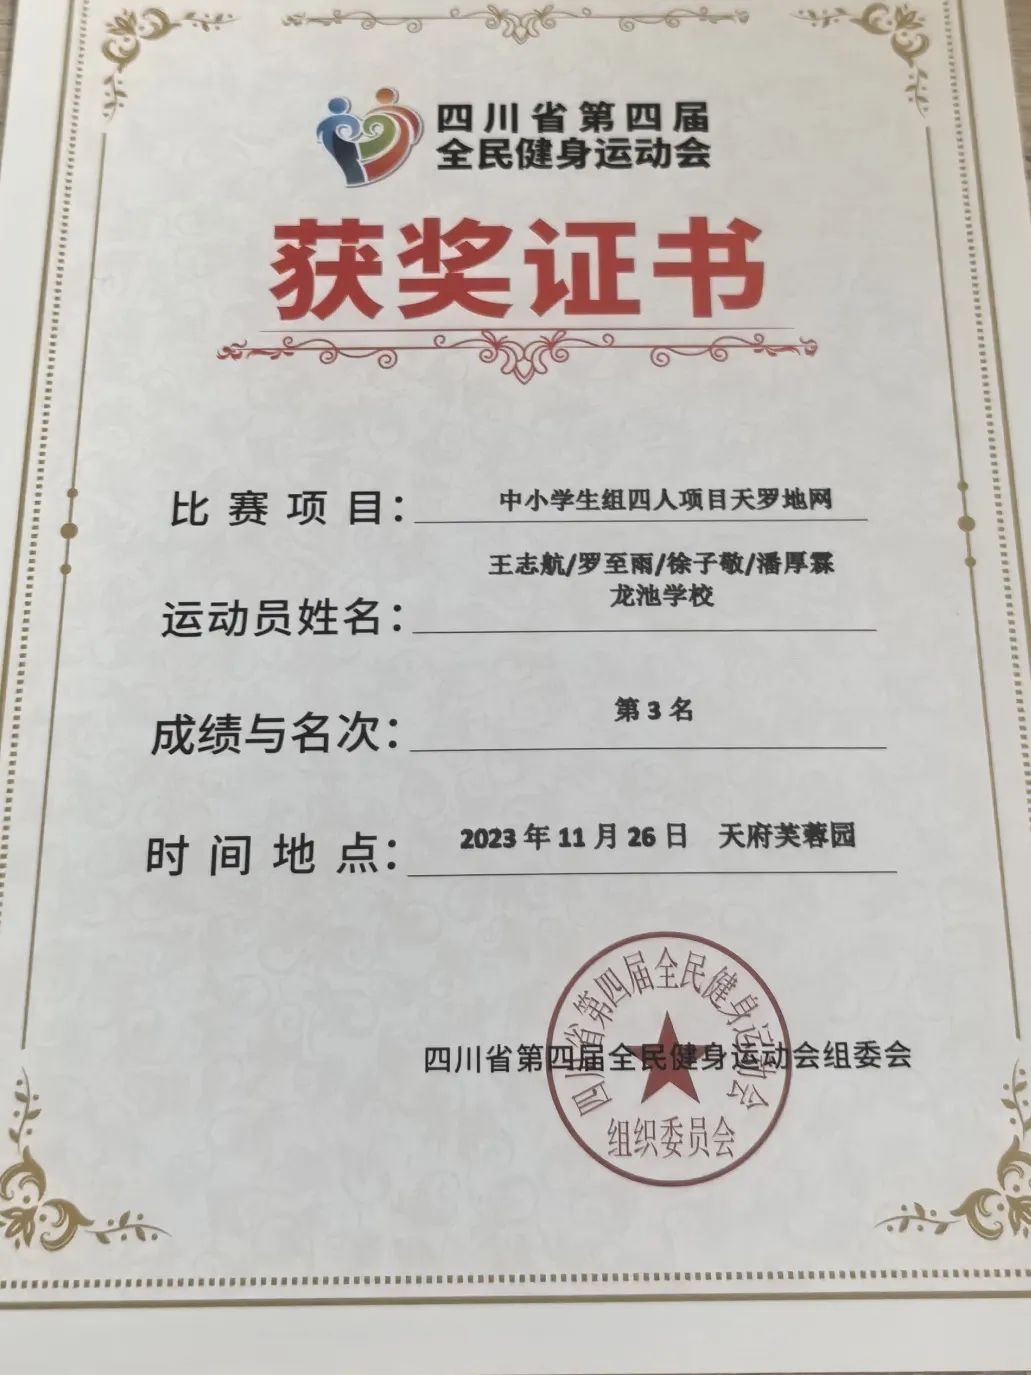 四川省第四届
全民健身运动会
获奖证书
比赛项目：中小学生组四人项目天罗地网
王志航/罗至雨/徐子敬/潘厚霖
龙池学校
运动员姓名：
成绩与名次：第3名
时间地点：2023年11月26日 天府芙蓉园
四川省第四届全民健身运动会组委会
四川省第四届全民健身运动会
组织委员会